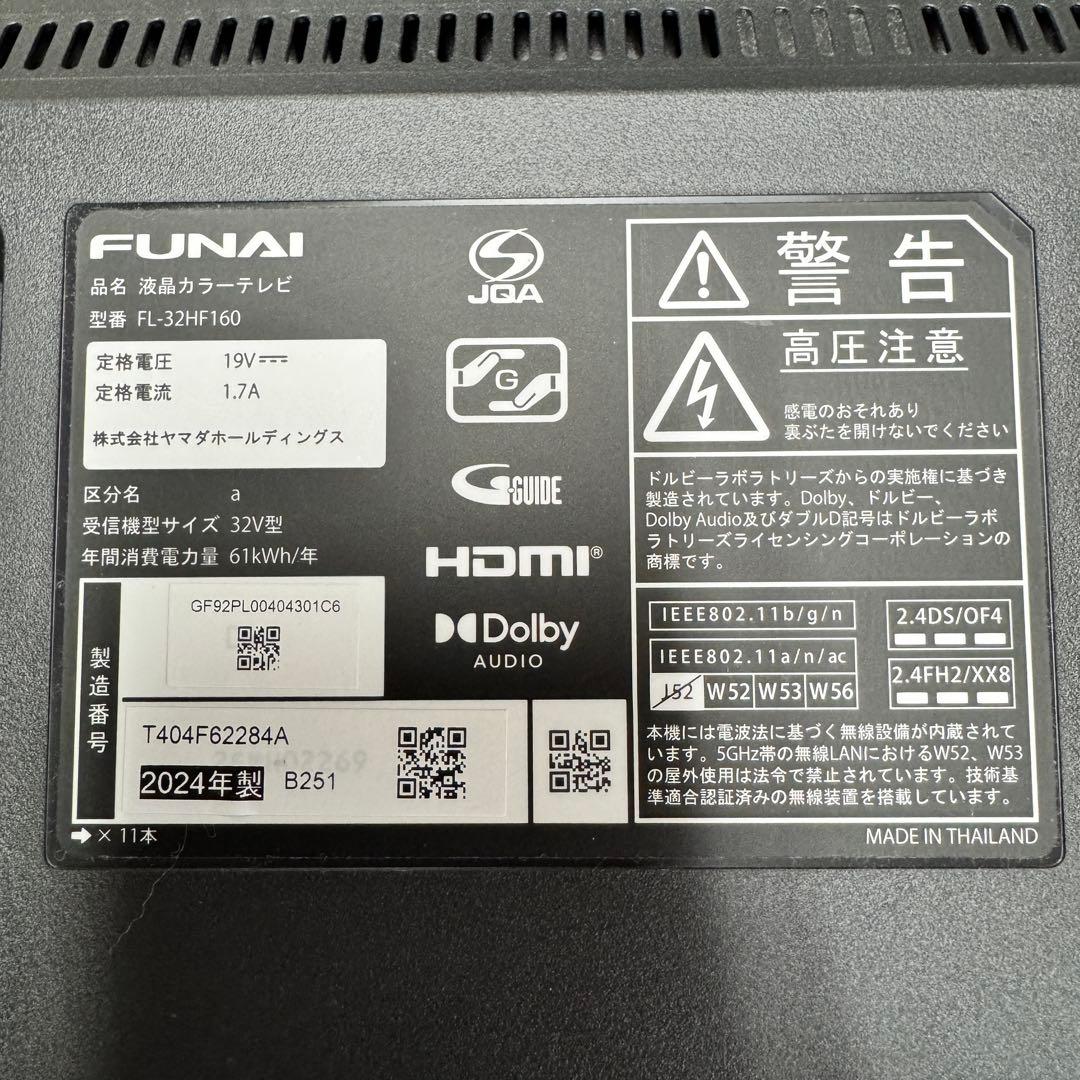 FUNAI
品名 液晶カラーテレビ
型番 FL-32HF160
定格電圧 19V
定格電流 1.7A
株式会社ヤマダホールディングス
区分名 a
受信機型サイズ 32V型
年間消費電力量 61kWh/年
製造番号
GF92PL00404301C6
T404F62284A
2024年製 B251
➡ × 11本
JQA
G
G-GUIDE
HDMI®
Dolby
AUDIO
警告
高圧注意
感電のおそれあり
裏ぶたを開けないでください
ドルビーラボラトリーズからの実施権に基づき
製造されています。Dolby、ドルビー、
Dolby Audio及びダブルD記号はドルビーラボ
ラトリーズライセンシングコーポレーションの
商標です。
IEEE802.11b/g/n
IEEE802.11a/n/ac
J52 W52 W53 W56
2.4DS/OF4
2.4FH2/XX8
本機には電波法に基づく無線設備が内蔵されて
います。5GHz帯の無線LANにおけるW52、W53
の屋外使用は法令で禁止されています。技術基
準適合認証済みの無線装置を搭載しています。
MADE IN THAILAND